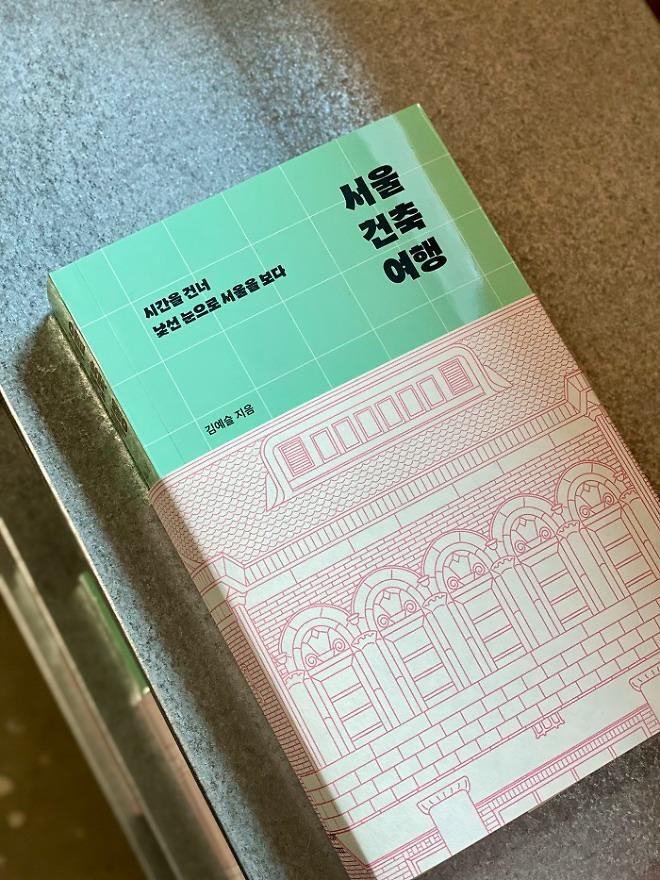 서울
건축
여행
시간을 건너
낯선 눈으로 서울을 보다
김예슬 지음